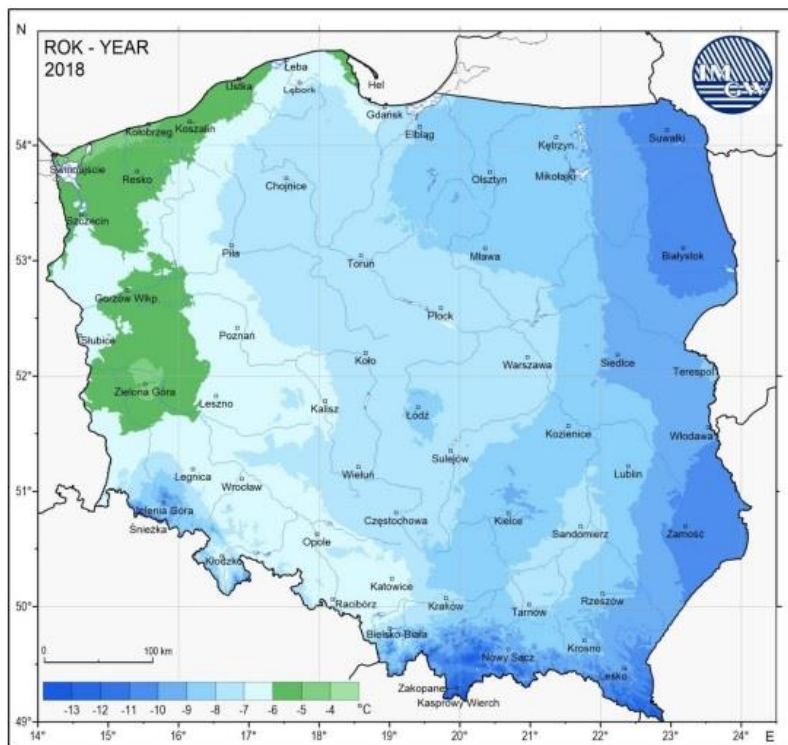 N
ROK - YEAR
2018
IM
GW
Łeba
Ustka
Lębork
Hel
Gdańsk
Kołobrzeg
Koszalin
Elbląg
Suwałki
Kętrzyn
54°
Świnoujście
Resko
Chojnice
Olsztyn
Mikołajki
Szczecin
Piła
Toruń
Mława
Białystok
53°
Gorzów Wlkp.
Płock
Słubice
Poznań
Koło
Warszawa
Siedlce
Terespol
52°
Zielona Góra
Leszno
Kalisz
Łódź
Kozienice
Włodawa
Sulejów
Legnica
Wrocław
Wieluń
Lublin
51°
Jelenia Góra
Śnieżka
Częstochowa
Kielce
Sandomierz
Zamość
Opole
Kłodzko
Katowice
Racibórz
Kraków
Tarnów
Rzeszów
50°
Bielsko-Biała
Nowy Sącz
Krosno
Lesko
0 100 km
Zakopane
Kasprowy Wierch
-13 -12 -11 -10 -9 -8 -7 -6 -5 -4 °C
49°
14° 15° 16° 17° 18° 19° 20° 21° 22° 23° 24° E